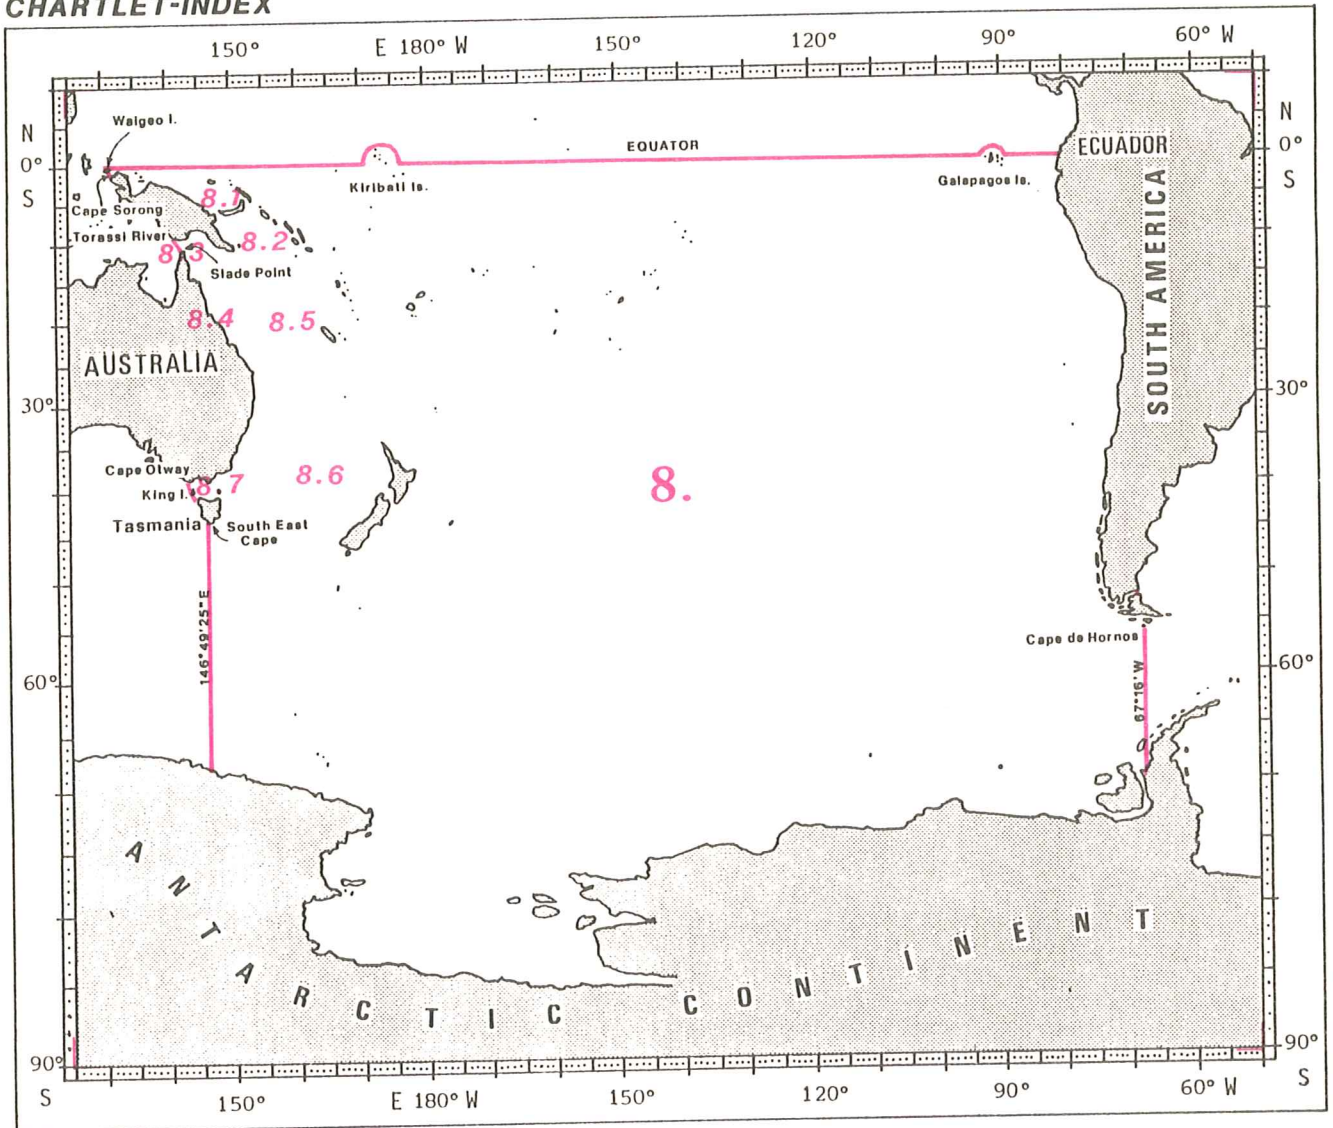 CHARTLET-INDEX
150° E 180° W 150° 120° 90° 60° W
Waigeo I.
N N
0° EQUATOR ECUADOR 0°
S S
Kiribati Is. Galapagos Is.
8.1
Cape Sorong
Torassi River 8.2
8.3
Slade Point
8.4 8.5
AUSTRALIA SOUTH AMERICA
30° 30°
Cape Otway
8.6 8.
King I. 8.7
Tasmania South East
Cape
146°49'25"E
Cape de Hornos
60° 60°
67°16'W
ANTARCTIC CONTINENT
90° 90°
S S
150° E 180° W 150° 120° 90° 60° W